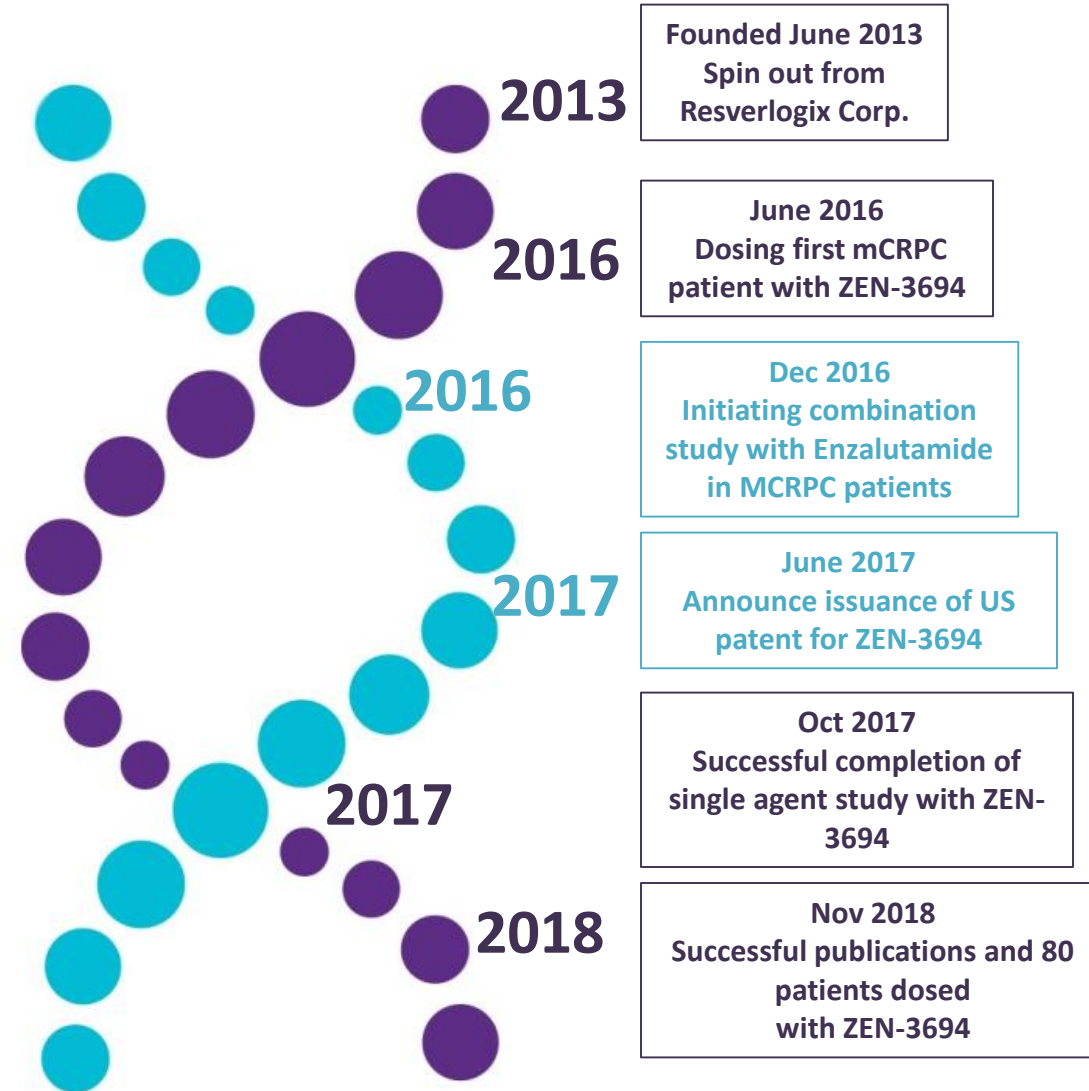 2013
Founded June 2013
Spin out from
Resverlogix Corp.
2016
June 2016
Dosing first mCRPC
patient with ZEN-3694
2016
Dec 2016
Initiating combination
study with Enzalutamide
in MCRPC patients
2017
June 2017
Announce issuance of US
patent for ZEN-3694
2017
Oct 2017
Successful completion of
single agent study with ZEN-
3694
2018
Nov 2018
Successful publications and 80
patients dosed
with ZEN-3694